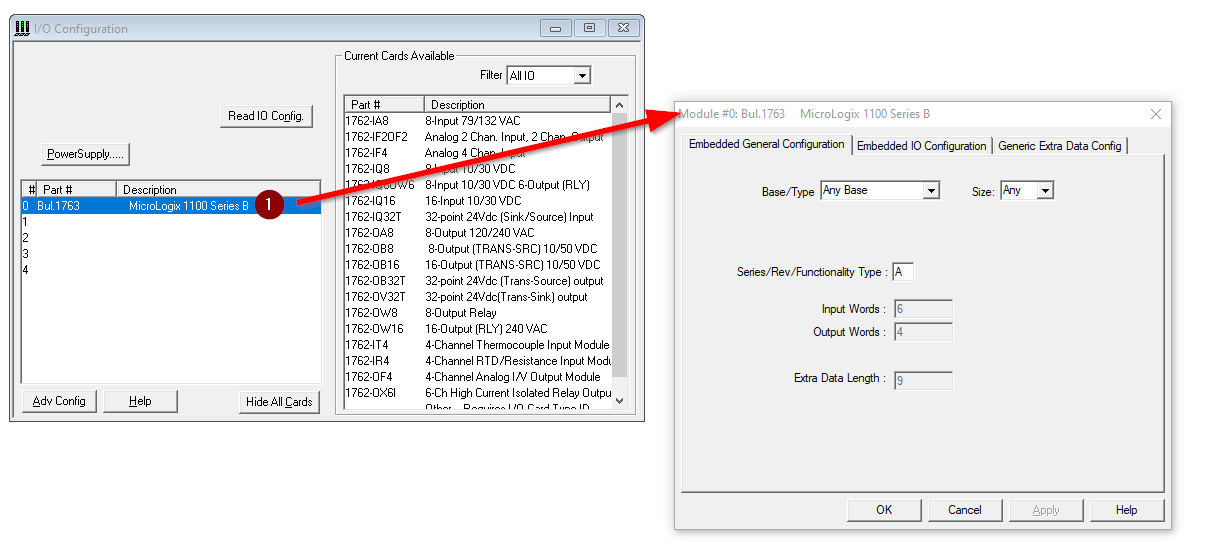 I/O Configuration
Current Cards Available
Filter All IO
Read IO Config.
PowerSupply.....
# Part # Description
0 Bul.1763 MicroLogix 1100 Series B 1
1
2
3
4
Adv Config Help Hide All Cards
Part # Description
1762-IA8 8-Input 79/132 VAC
1762-IF2OF2 Analog 2 Chan. Input, 2 Chan. Output
1762-IF4 Analog 4 Chan. Input
1762-IQ8 8-Input 10/30 VDC
8-Input 10/30 VDC 6-Output (RLY)
1762-IQ16 16-Input 10/30 VDC
1762-IQ32T 32-point 24Vdc (Sink/Source) Input
1762-OA8 8-Output 120/240 VAC
1762-OB8 8-Output (TRANS-SRC) 10/50 VDC
1762-OB16 16-Output (TRANS-SRC) 10/50 VDC
1762-OB32T 32-point 24Vdc (Trans-Source) output
1762-OV32T 32-point 24Vdc(Trans-Sink) output
1762-OW8 8-Output Relay
1762-OW16 16-Output (RLY) 240 VAC
1762-IT4 4-Channel Thermocouple Input Module
1762-IR4 4-Channel RTD/Resistance Input Modu
1762-OF4 4-Channel Analog I/V Output Module
1762-OX6I 6-Ch High Current Isolated Relay Outpu
Other Requires I/O Card Type ID
Module #0: Bul.1763 MicroLogix 1100 Series B
Embedded General Configuration Embedded IO Configuration Generic Extra Data Config
Base/Type Any Base Size: Any
Series/Rev/Functionality Type : A
Input Words : 6
Output Words : 4
Extra Data Length : 9
OK Cancel Apply Help